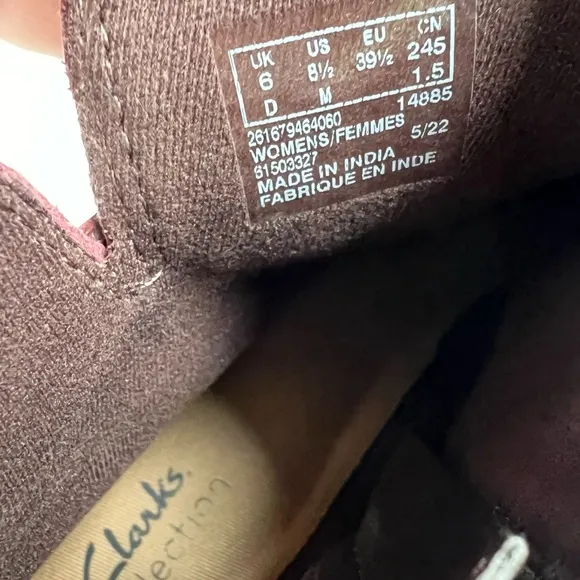 UK US EU CN
6 8½ 39½ 245
D M 1.5
261679464060 14885
WOMENS/FEMMES 5/22
61503327
MADE IN INDIA
FABRIQUE EN INDE
Clarks.
Collection